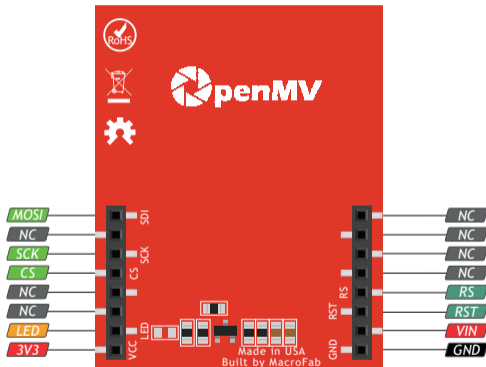 RoHS
OpenMV
MOSI
NC
SCK
CS
NC
NC
LED
3V3
SDI
SCK
CS
LED
VCC
Made in USA
Built by MacroFab
RS
RST
GND
NC
NC
NC
NC
RS
RST
VIN
GND